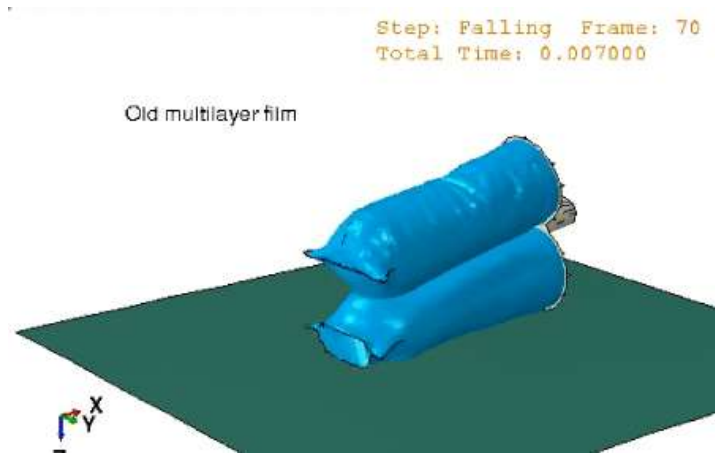 Step: Falling Frame: 70
Total Time: 0.007000
Old multilayer film
X
Y